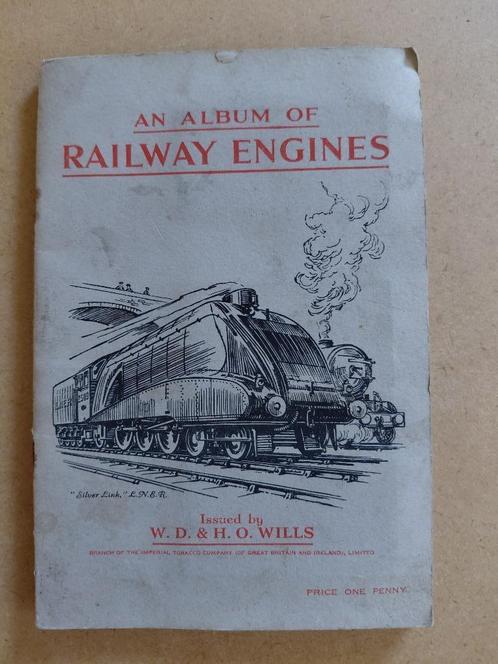 AN ALBUM OF
RAILWAY ENGINES
"Silver Link," L.N.E.R.
Issued by
W. D. & H. O. WILLS
BRANCH OF THE IMPERIAL TOBACCO COMPANY (OF GREAT BRITAIN AND IRELAND), LIMITED
PRICE ONE PENNY